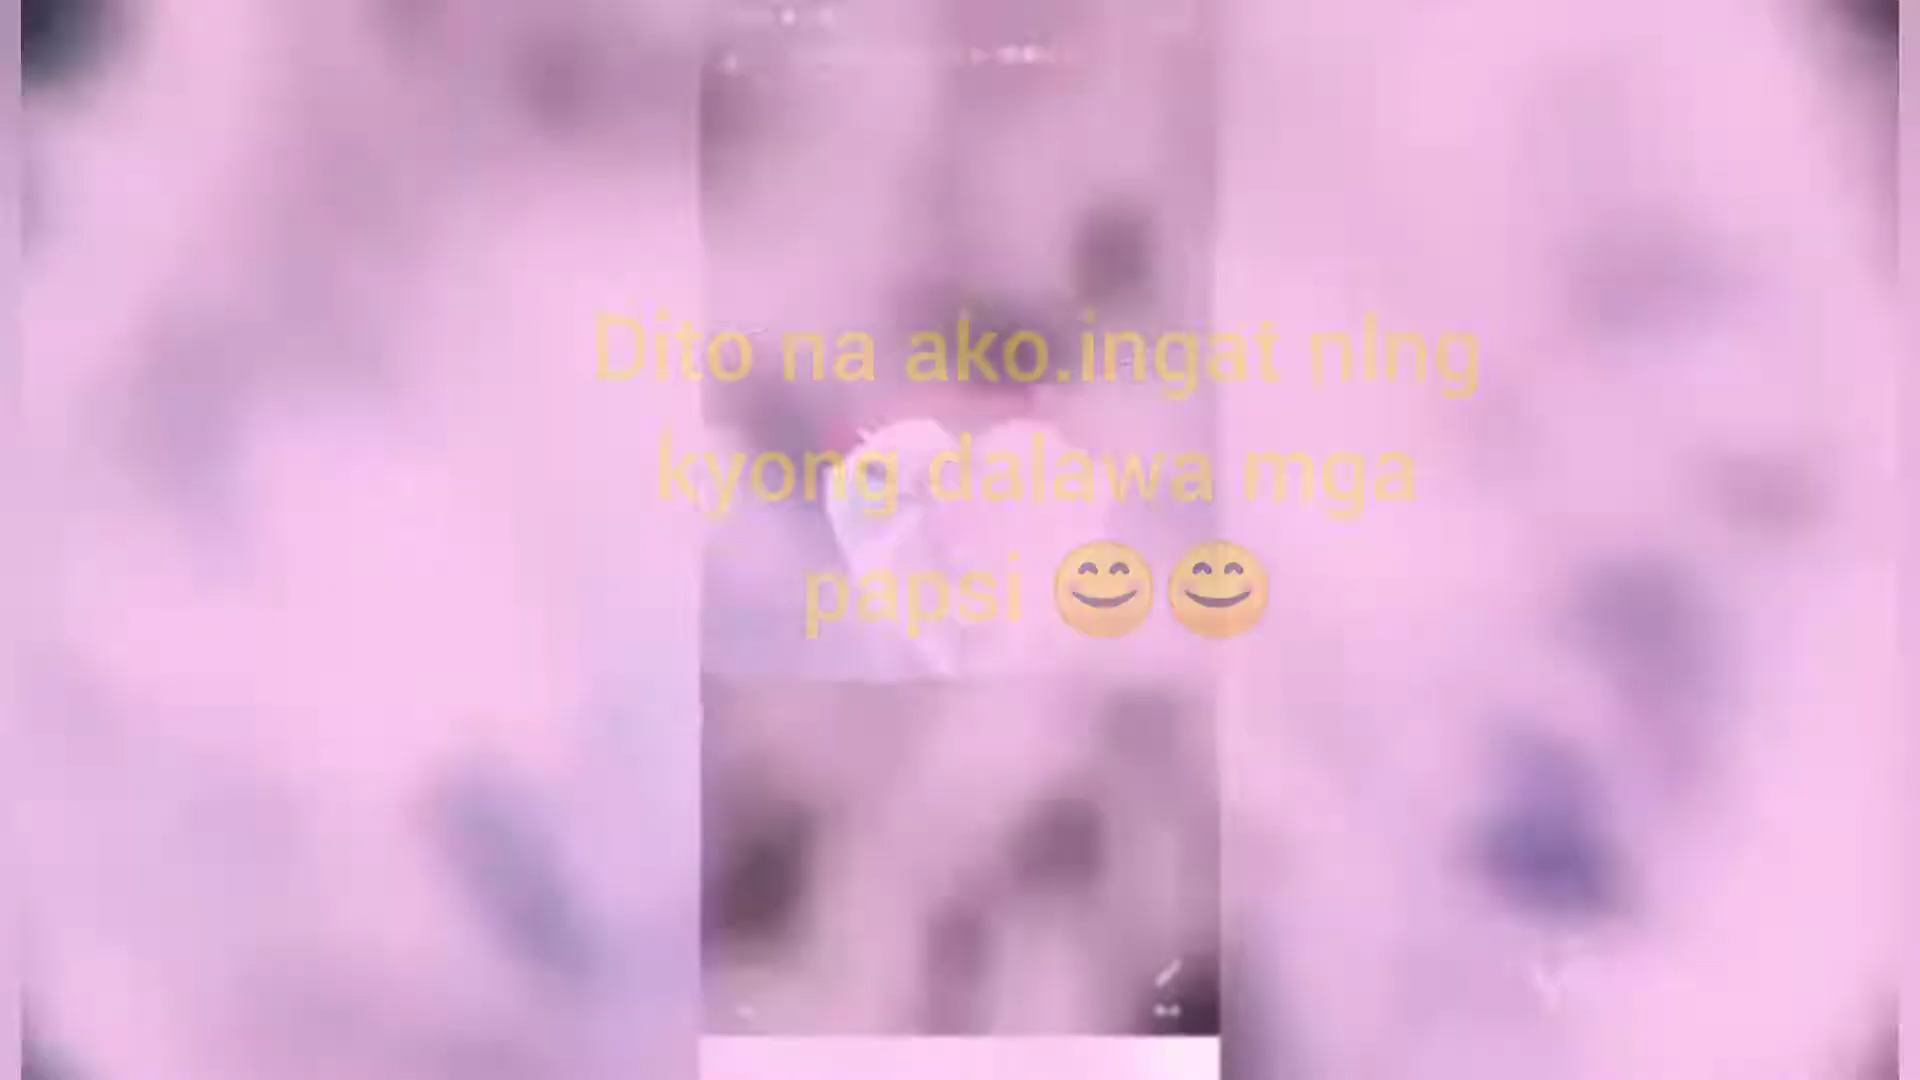 Dito na ako.ingat nlng
kyong dalawa mga
papsi 😊😊